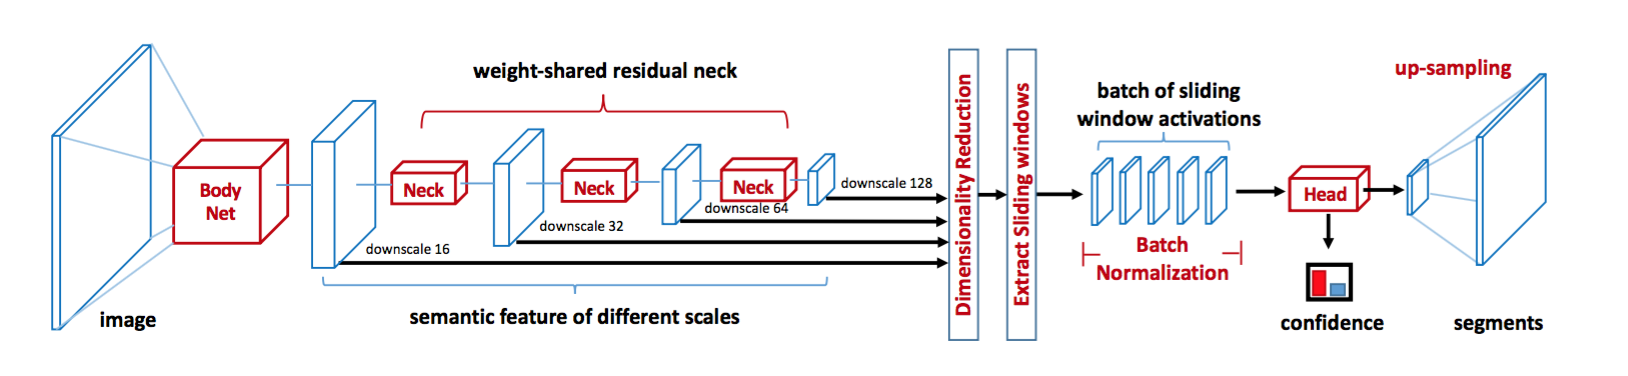 weight-shared residual neck
up-sampling
batch of sliding
window activations
Body
Net
Neck
Neck
Neck
downscale 128
downscale 64
downscale 32
downscale 16
Dimensionality Reduction
Extract Sliding windows
Head
Batch
Normalization
image
semantic feature of different scales
confidence
segments